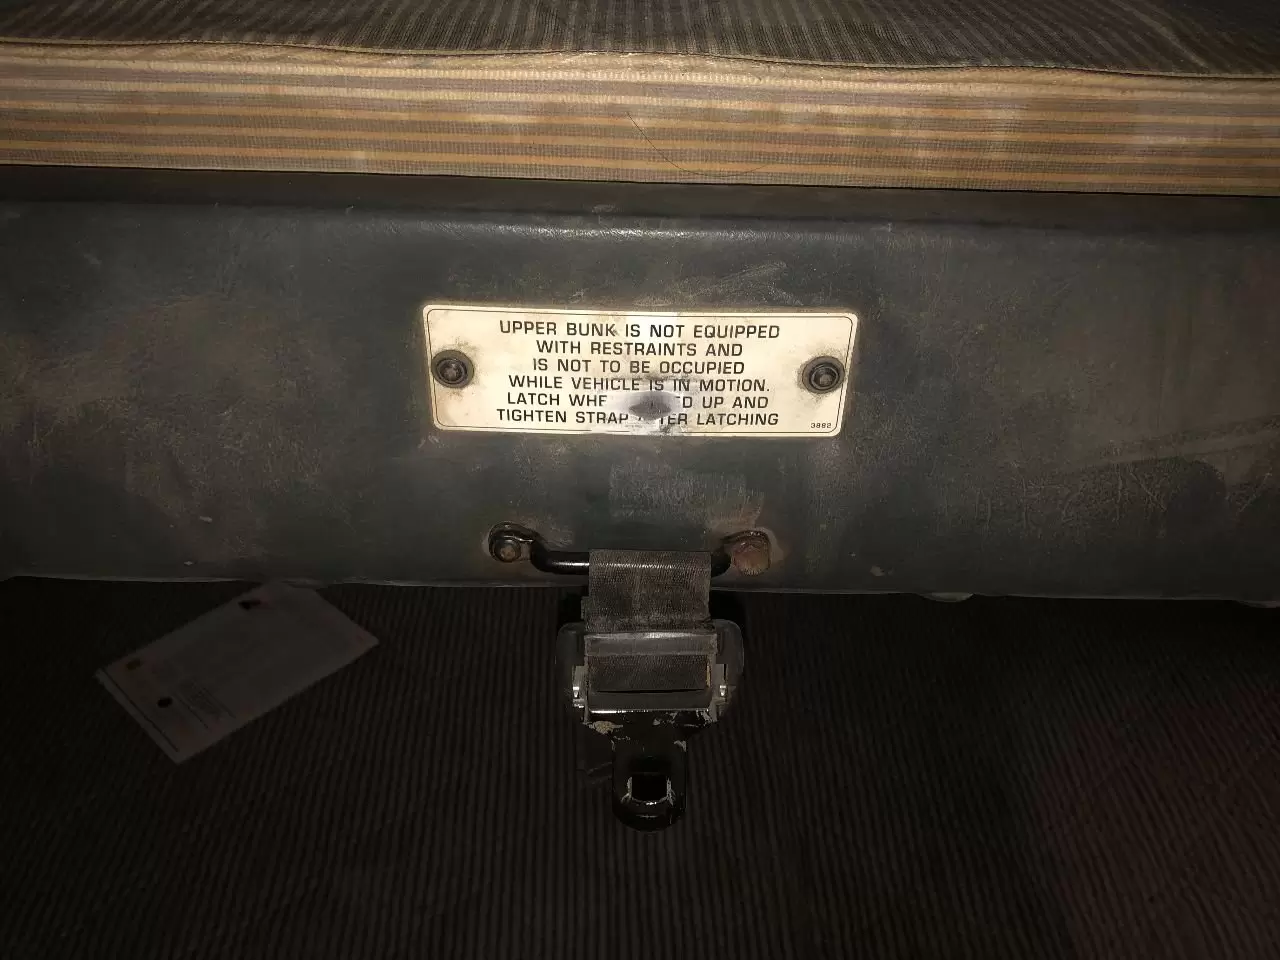 UPPER BUNK IS NOT EQUIPPED
WITH RESTRAINTS AND
IS NOT TO BE OCCUPIED
WHILE VEHICLE IS IN MOTION.
LATCH UP AND
TIGHTEN STRAP LATCHING
3882